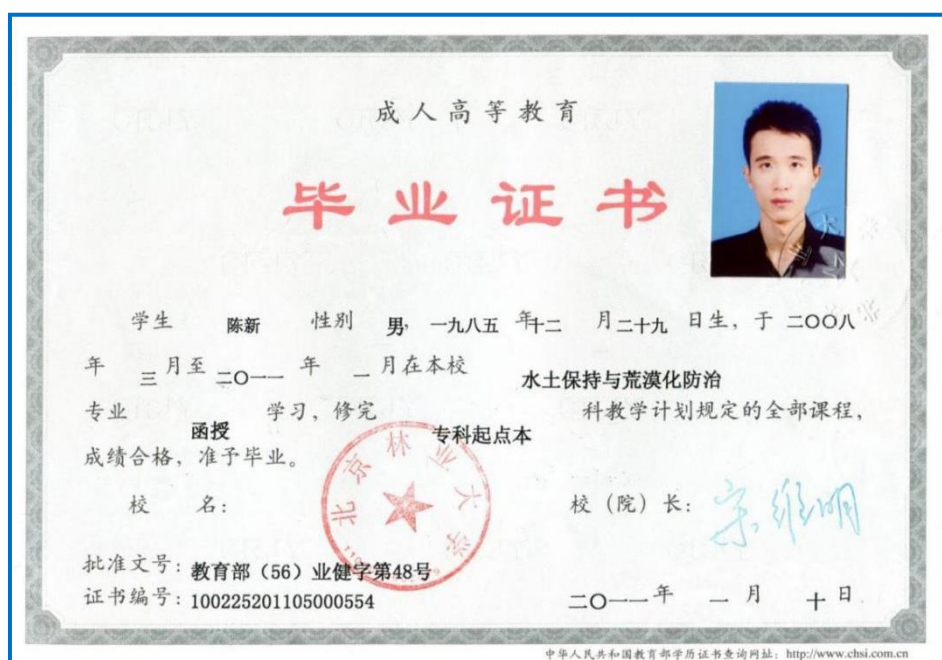 成人高等教育
毕业证书
学生 陈新 性别 男, 一九八五 年十二 月二十九 日生, 于 二〇〇八
年 三 月至 二〇一一 年 一 月在本校 水土保持与荒漠化防治
专业 函授 学习, 修完 专科起点本 科教学计划规定的全部课程,
成绩合格, 准予毕业。
北京林业大学
校 名: 校(院)长: 宋维明
批准文号: 教育部(56)业健字第48号
证书编号: 100225201105000554 二〇一一年 一 月 十日
中华人民共和国教育部学历证书查询网址: http://www.chsi.com.cn